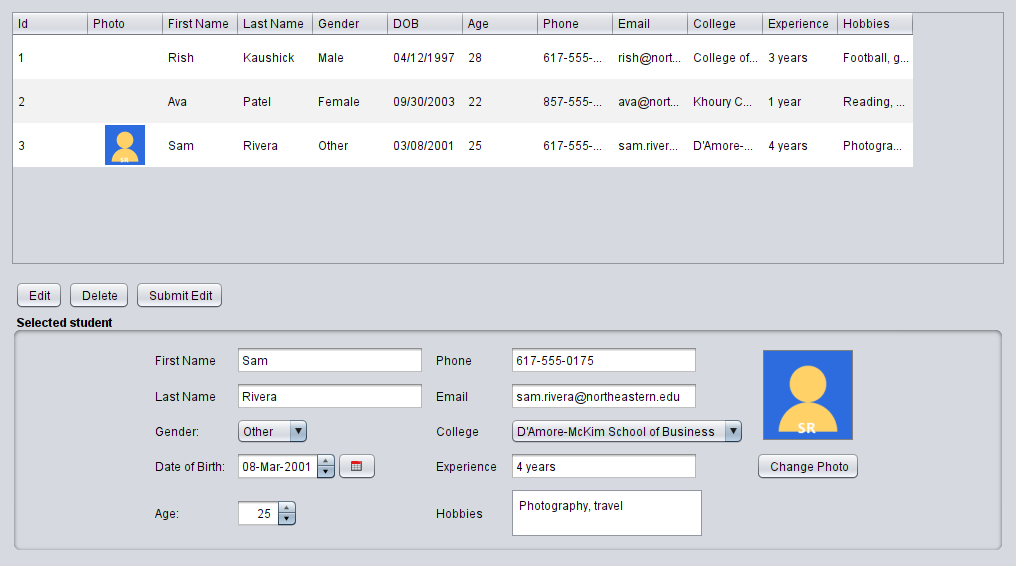 Id Photo First Name Last Name Gender DOB Age Phone Email College Experience Hobbies
1 Rish Kaushick Male 04/12/1997 28 617-555-... rish@nort... College of... 3 years Football, g...
2 Ava Patel Female 09/30/2003 22 857-555-... ava@nort... Khoury C... 1 year Reading, ...
3 SR Sam Rivera Other 03/08/2001 25 617-555-... sam.river... D'Amore-... 4 years Photogra...
Edit Delete Submit Edit
Selected student
First Name Sam Phone 617-555-0175
Last Name Rivera Email sam.rivera@northeastern.edu
SR
Gender: Other College D'Amore-McKim School of Business
Date of Birth: 08-Mar-2001 Experience 4 years Change Photo
Age: 25 Hobbies Photography, travel